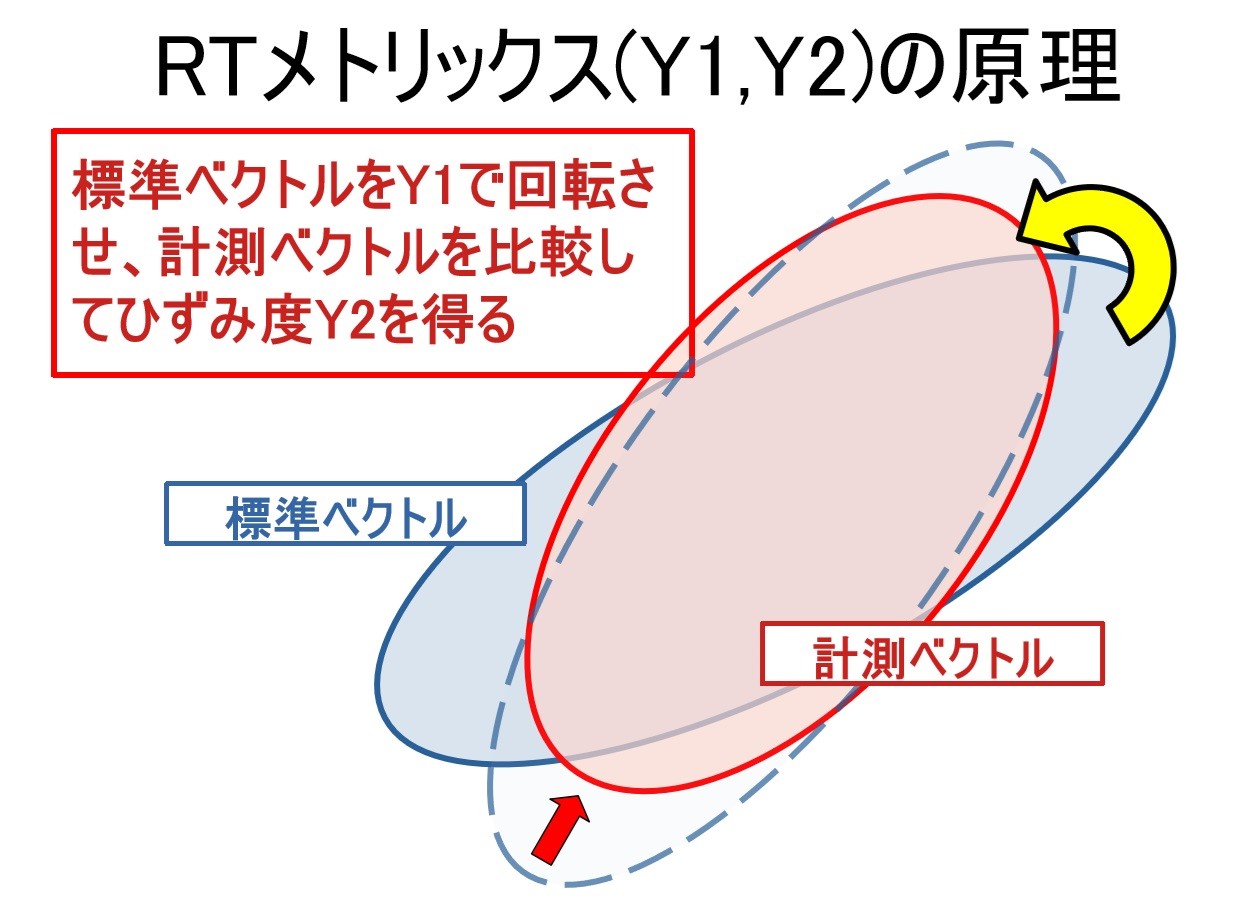 RTメトリックス(Y1,Y2)の原理
標準ベクトルをY1で回転さ
せ、計測ベクトルを比較し
てひずみ度Y2を得る
標準ベクトル
計測ベクトル